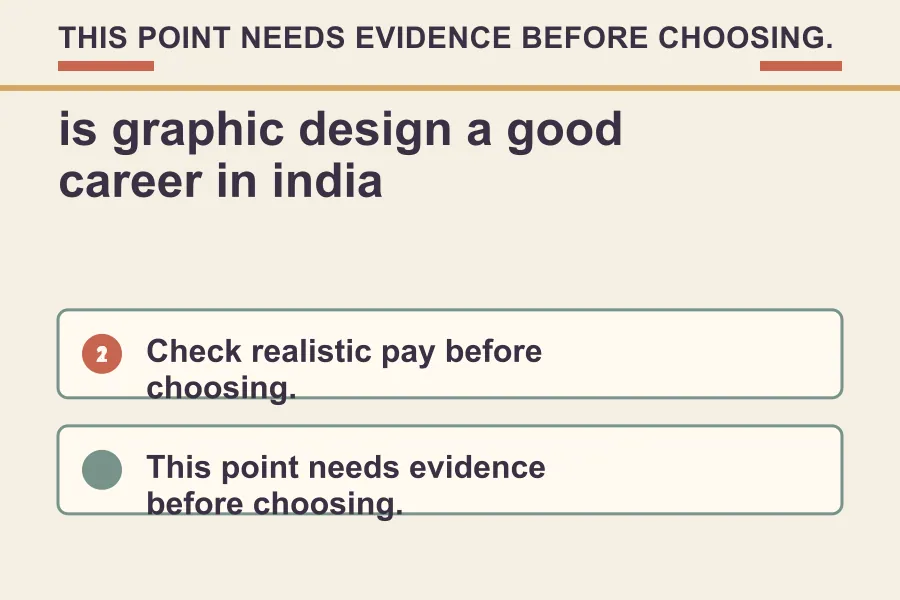 THIS POINT NEEDS EVIDENCE BEFORE CHOOSING.
is graphic design a good
career in india
2
Check realistic pay before
choosing.
This point needs evidence
before choosing.